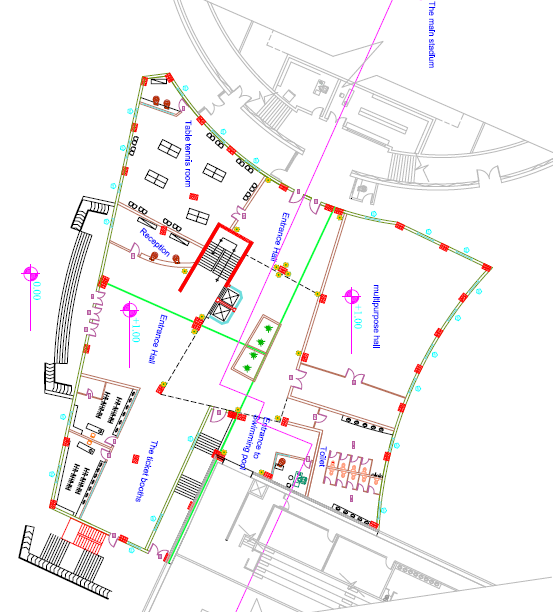 The main stadium
Table tennis room
Entrance Hall
Reception
multipurpose hall
0.00
+1.00
+1.00
Entrance Hall
Entrance to
swimming pool
Toilet
The ticket booths